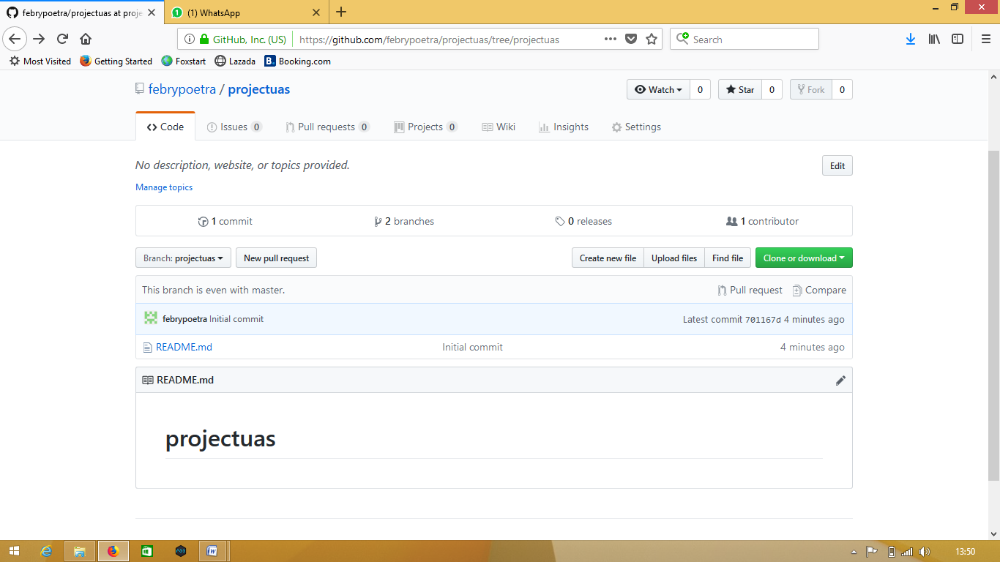 febrypoetra/projectuas at proje
(1) WhatsApp
GitHub, Inc. (US) https://github.com/febrypoetra/projectuas/tree/projectuas Search
Most Visited Getting Started Foxstart Lazada B. Booking.com
febrypoetra / projectuas Watch 0 Star 0 Fork 0
Code Issues 0 Pull requests 0 Projects 0 Wiki Insights Settings
No description, website, or topics provided. Edit
Manage topics
1 commit 2 branches 0 releases 1 contributor
Branch: projectuas New pull request Create new file Upload files Find file Clone or download
This branch is even with master. Pull request Compare
febrypoetra Initial commit Latest commit 701167d 4 minutes ago
README.md Initial commit 4 minutes ago
README.md
projectuas
nox W 13:50